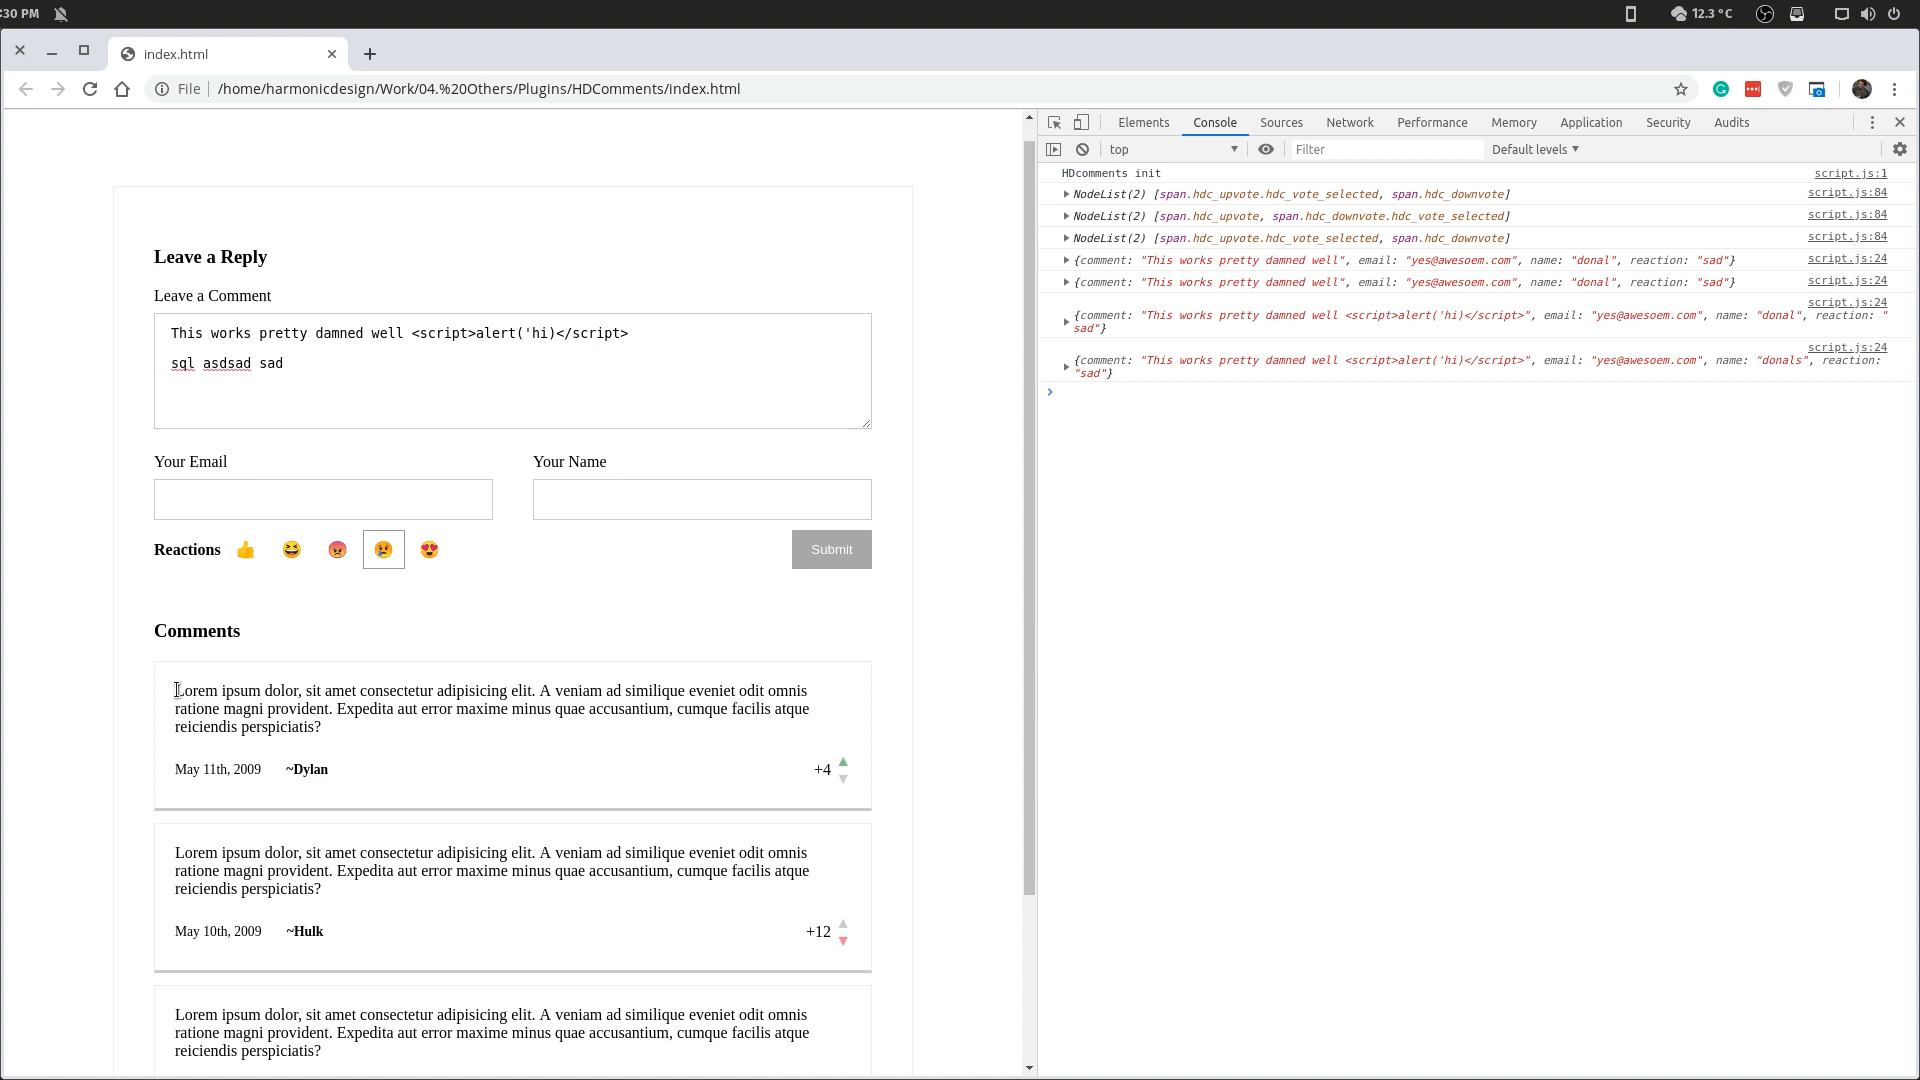 :30 PM
12.3 °C
index.html
File
/home/harmonicdesign/Work/04.%20Others/Plugins/HDComments/index.html
Elements Console Sources Network Performance Memory Application Security Audits
top Filter Default levels
Leave a Reply
Leave a Comment
This works pretty damned well <script>alert('hi)</script>
sql asdsad sad
Your Email Your Name
Reactions Submit
Comments
Lorem ipsum dolor, sit amet consectetur adipisicing elit. A veniam ad similique eveniet odit omnis
ratione magni provident. Expedita aut error maxime minus quae accusantium, cumque facilis atque
reiciendis perspiciatis?
May 11th, 2009 ~Dylan +4
Lorem ipsum dolor, sit amet consectetur adipisicing elit. A veniam ad similique eveniet odit omnis
ratione magni provident. Expedita aut error maxime minus quae accusantium, cumque facilis atque
reiciendis perspiciatis?
May 10th, 2009 ~Hulk +12
Lorem ipsum dolor, sit amet consectetur adipisicing elit. A veniam ad similique eveniet odit omnis
ratione magni provident. Expedita aut error maxime minus quae accusantium, cumque facilis atque
reiciendis perspiciatis?
HDcomments init script.js:1
NodeList(2) [span.hdc_upvote.hdc_vote_selected, span.hdc_downvote] script.js:84
NodeList(2) [span.hdc_upvote, span.hdc_downvote.hdc_vote_selected] script.js:84
NodeList(2) [span.hdc_upvote.hdc_vote_selected, span.hdc_downvote] script.js:84
{comment: "This works pretty damned well", email: "yes@awesoem.com", name: "donal", reaction: "sad"} script.js:24
{comment: "This works pretty damned well", email: "yes@awesoem.com", name: "donal", reaction: "sad"} script.js:24
script.js:24
{comment: "This works pretty damned well <script>alert('hi)</script>", email: "yes@awesoem.com", name: "donal", reaction: "
sad"}
script.js:24
{comment: "This works pretty damned well <script>alert('hi)</script>", email: "yes@awesoem.com", name: "donals", reaction:
"sad"}